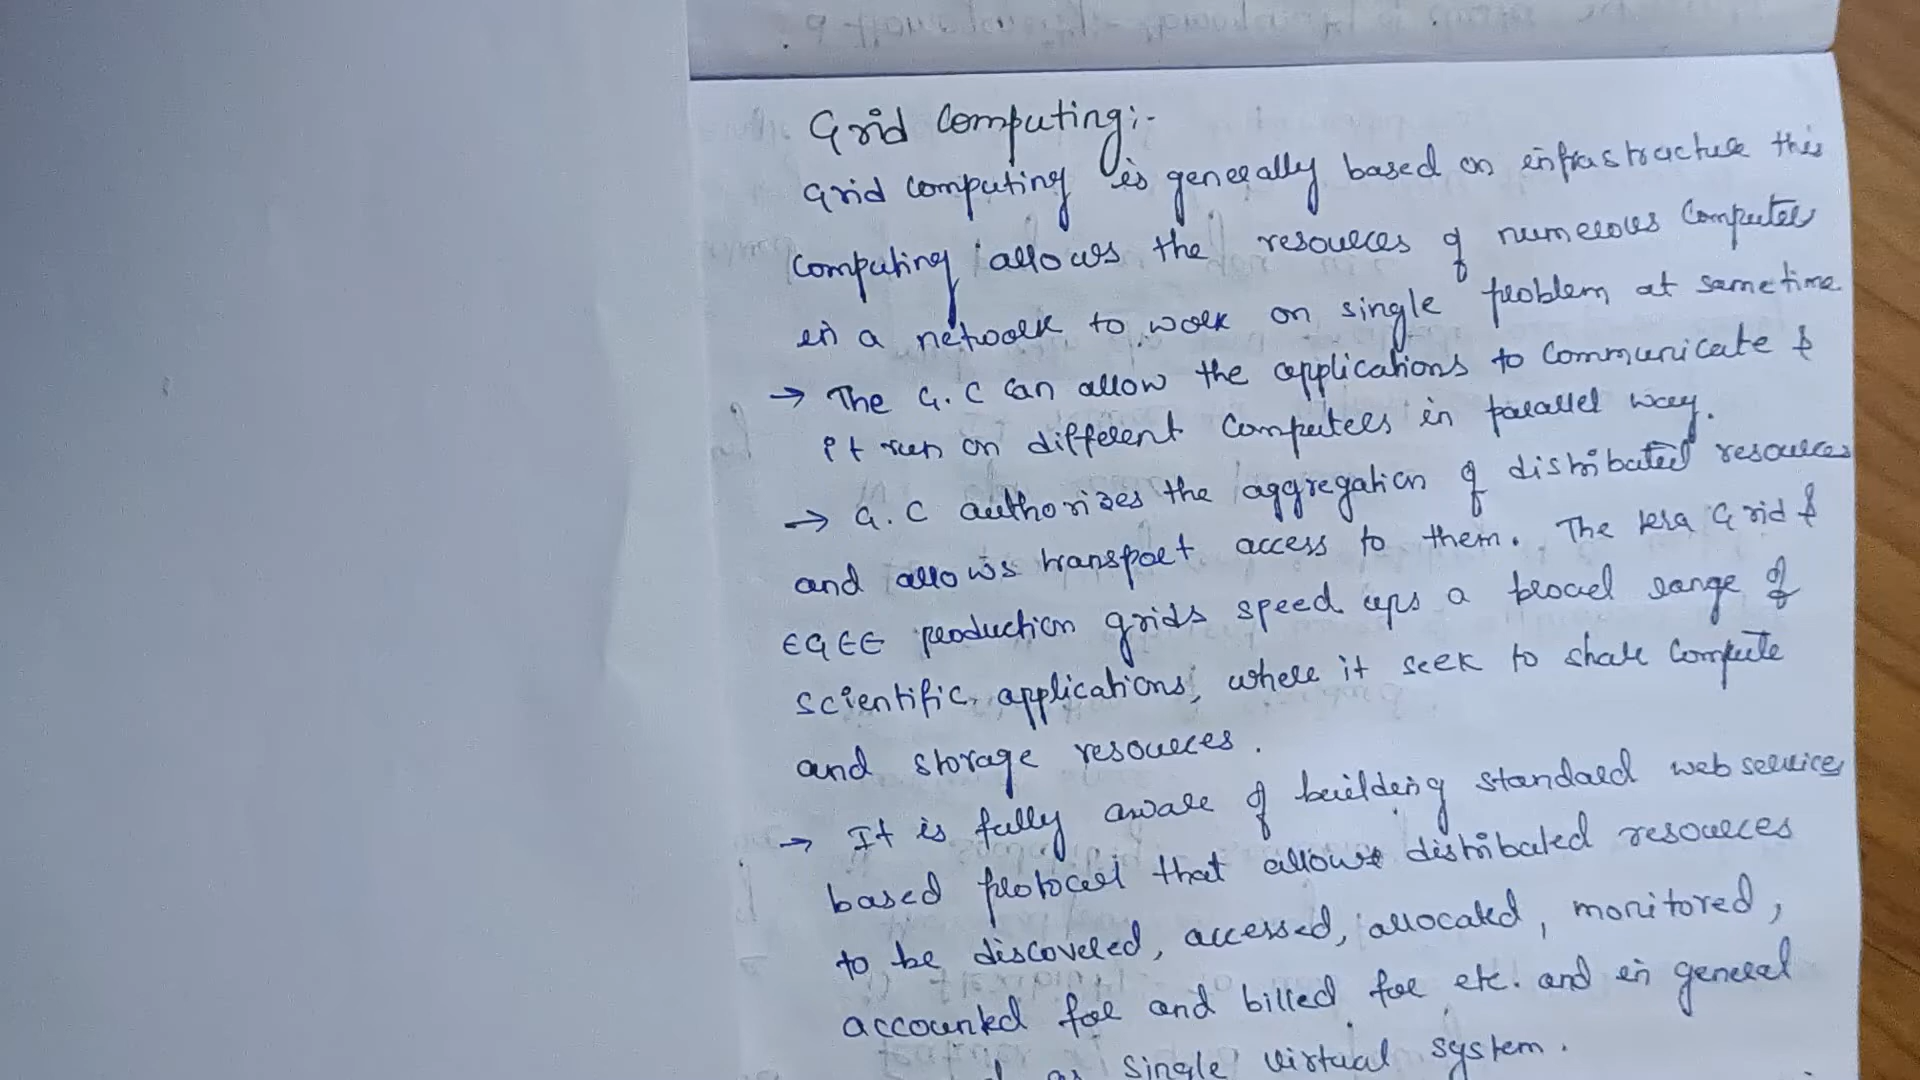 Grid Computing:-
Grid computing is generally based on infrastructure this
computing allows the resources of numerous Computer
in a network to work on single problem at same time
→ The G.C can allow the applications to communicate &
it run on different Computers in parallel way.
→ G.C authorizes the aggregation of distributed resources
and allows transport access to them. The Grid &
EGEE production grids speed ups a broad range of
scientific applications, where it seek to share compute
and storage resources.
→ It is fully aware of building standard web service
based protocol that allows distributed resources
to be discovered, accessed, allocated, monitored,
accounted for and billed for etc. and in general
single virtual system.